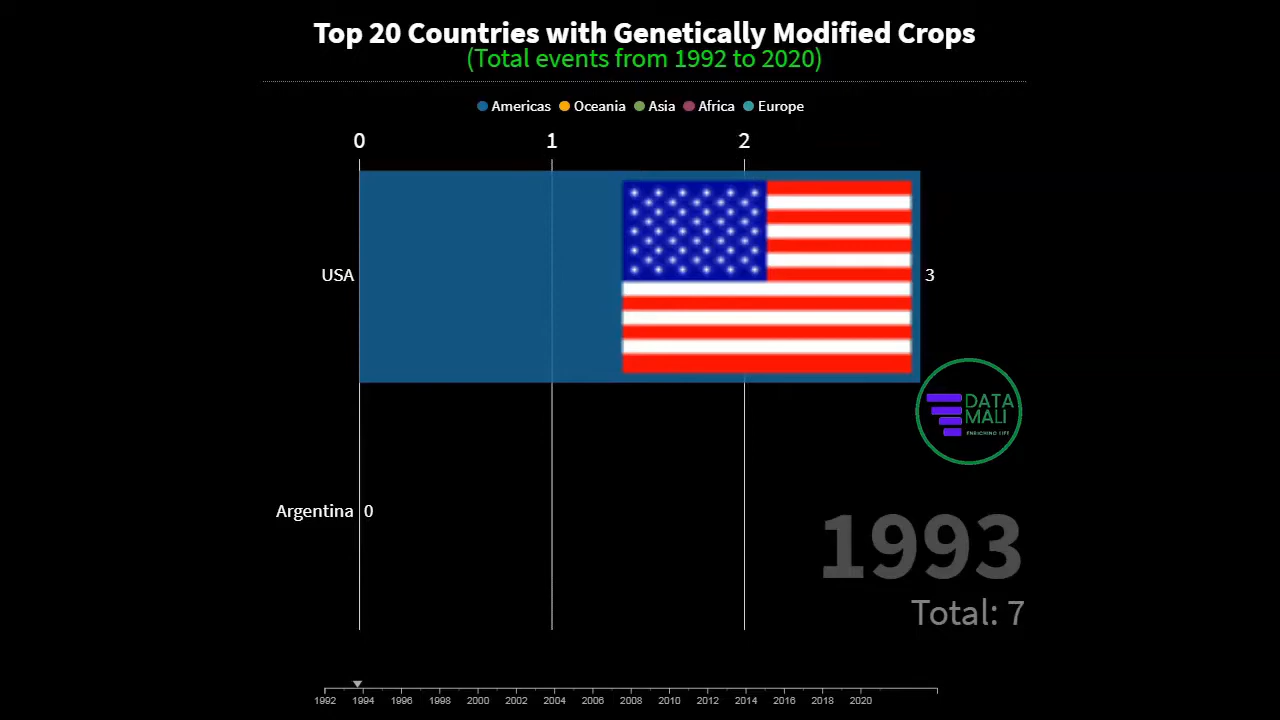 Top 20 Countries with Genetically Modified Crops
(Total events from 1992 to 2020)
Americas Oceania Asia Africa Europe
0 1 2
USA 3
DATA
MALI
ENRICHING LIFE
Argentina 0
1993
Total: 7
1992 1994 1996 1998 2000 2002 2004 2006 2008 2010 2012 2014 2016 2018 2020